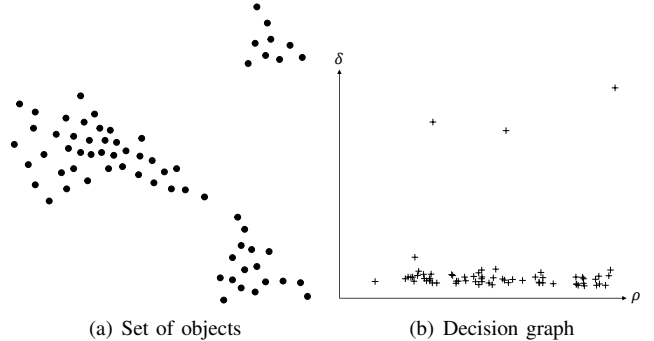 δ
ρ
(a) Set of objects
(b) Decision graph